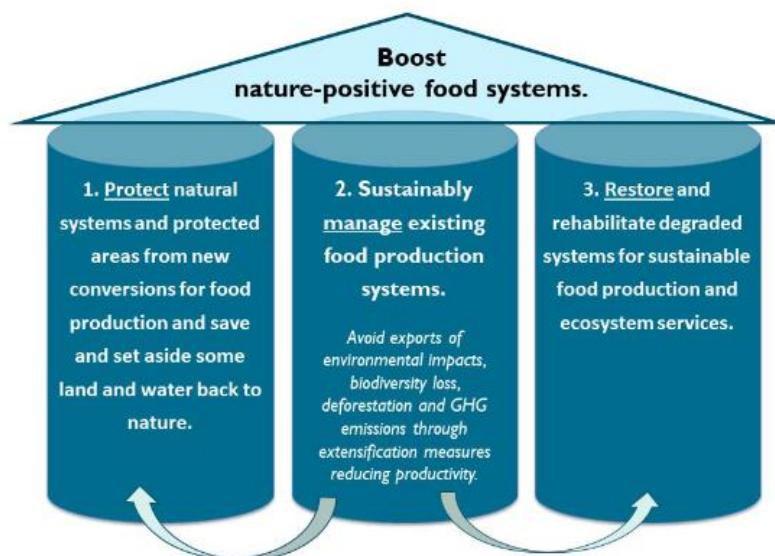 Boost
nature-positive food systems.
1. Protect natural
systems and protected
areas from new
conversions for food
production and save
and set aside some
land and water back to
nature.
2. Sustainably
manage existing
food production
systems.
Avoid exports of
environmental impacts,
biodiversity loss,
deforestation and GHG
emissions through
extensification measures
reducing productivity.
3. Restore and
rehabilitate degraded
systems for sustainable
food production and
ecosystem services.